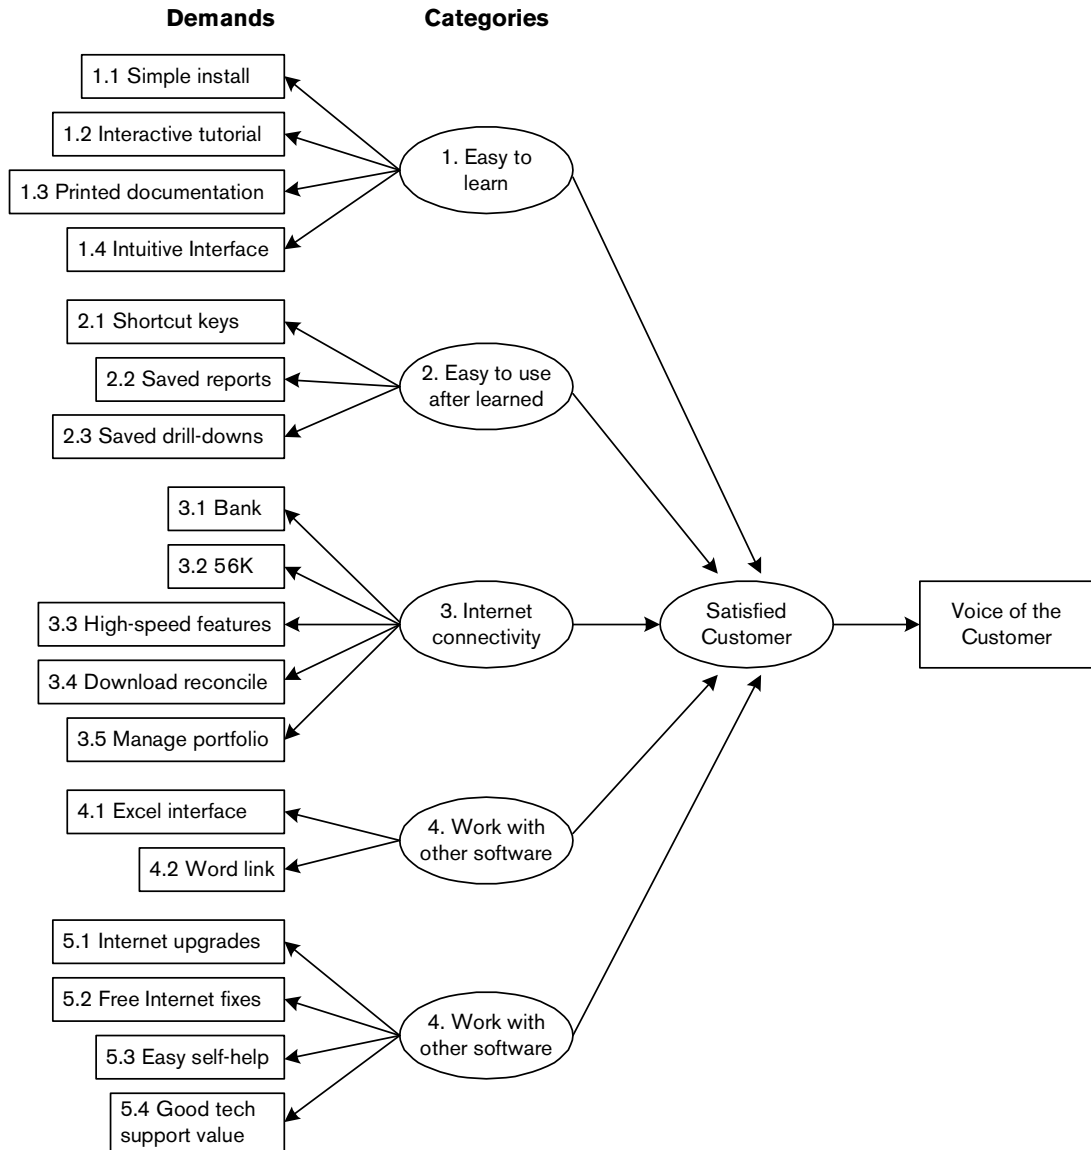 Demands
Categories
1.1 Simple install
1.2 Interactive tutorial
1.3 Printed documentation
1.4 Intuitive Interface
1. Easy to
learn
2.1 Shortcut keys
2.2 Saved reports
2.3 Saved drill-downs
2. Easy to use
after learned
3.1 Bank
3.2 56K
3.3 High-speed features
3.4 Download reconcile
3.5 Manage portfolio
3. Internet
connectivity
4.1 Excel interface
4.2 Word link
4. Work with
other software
5.1 Internet upgrades
5.2 Free Internet fixes
5.3 Easy self-help
5.4 Good tech
support value
4. Work with
other software
Satisfied
Customer
Voice of the
Customer